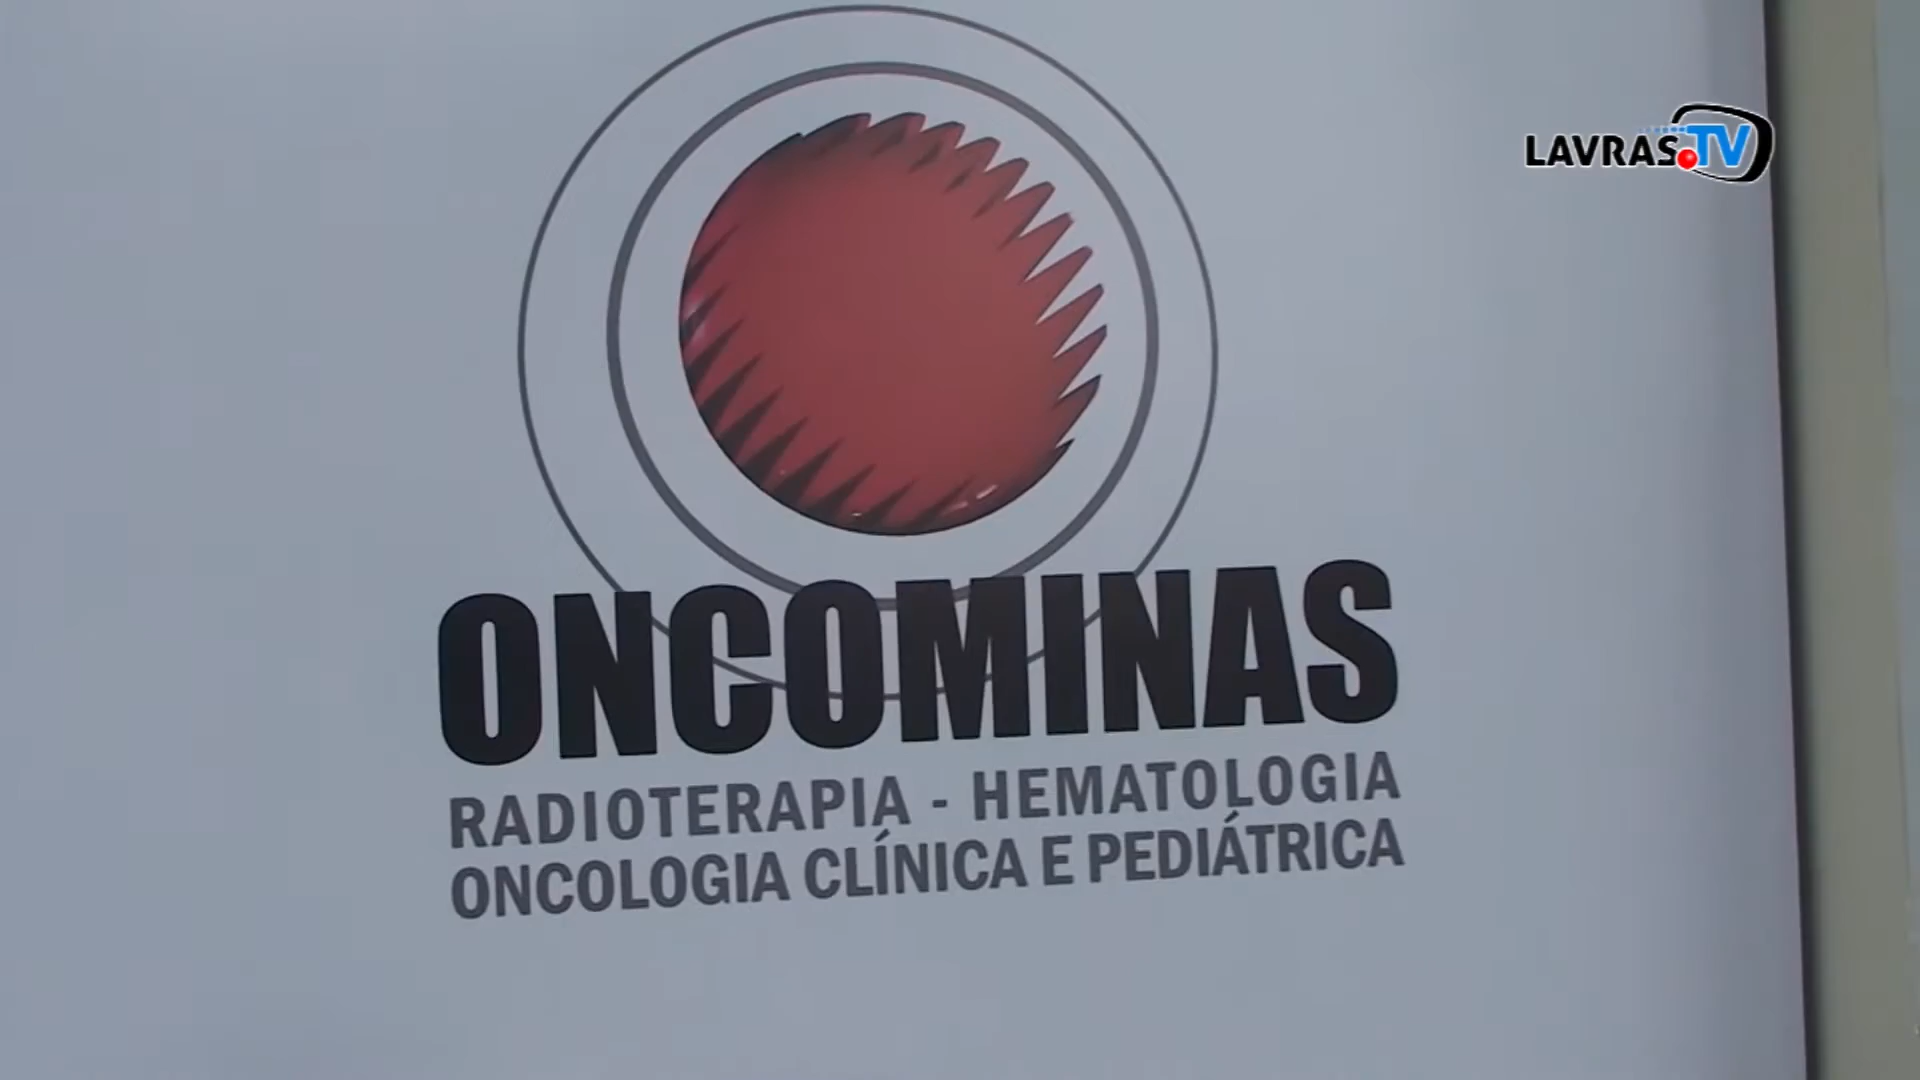 LAVRAS.TV
ONCOMINAS
RADIOTERAPIA - HEMATOLOGIA
ONCOLOGIA CLÍNICA E PEDIÁTRICA